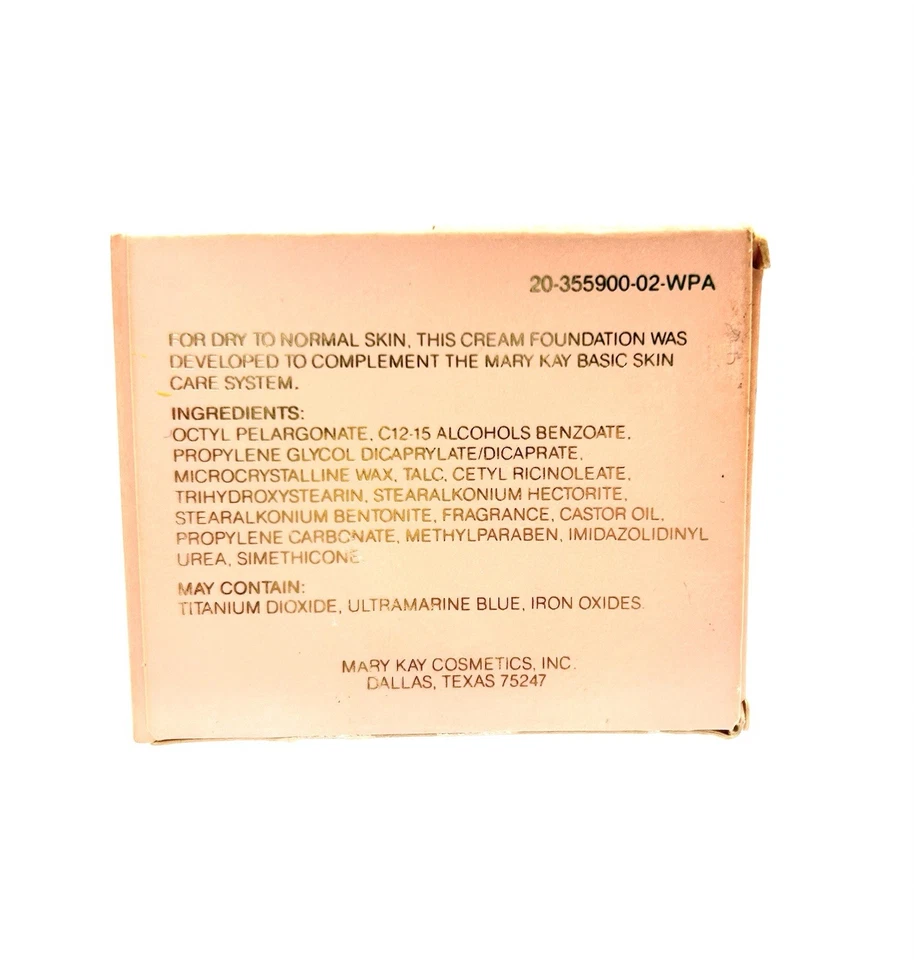 20-355900-02-WPA
FOR DRY TO NORMAL SKIN, THIS CREAM FOUNDATION WAS
DEVELOPED TO COMPLEMENT THE MARY KAY BASIC SKIN
CARE SYSTEM.
INGREDIENTS:
OCTYL PELARGONATE, C12-15 ALCOHOLS BENZOATE,
PROPYLENE GLYCOL DICAPRYLATE/DICAPRATE,
MICROCRYSTALLINE WAX, TALC, CETYL RICINOLEATE,
TRIHYDROXYSTEARIN, STEARALKONIUM HECTORITE,
STEARALKONIUM BENTONITE, FRAGRANCE, CASTOR OIL,
PROPYLENE CARBONATE, METHYLPARABEN, IMIDAZOLIDINYL
UREA, SIMETHICONE
MAY CONTAIN:
TITANIUM DIOXIDE, ULTRAMARINE BLUE, IRON OXIDES.
MARY KAY COSMETICS, INC.
DALLAS, TEXAS 75247